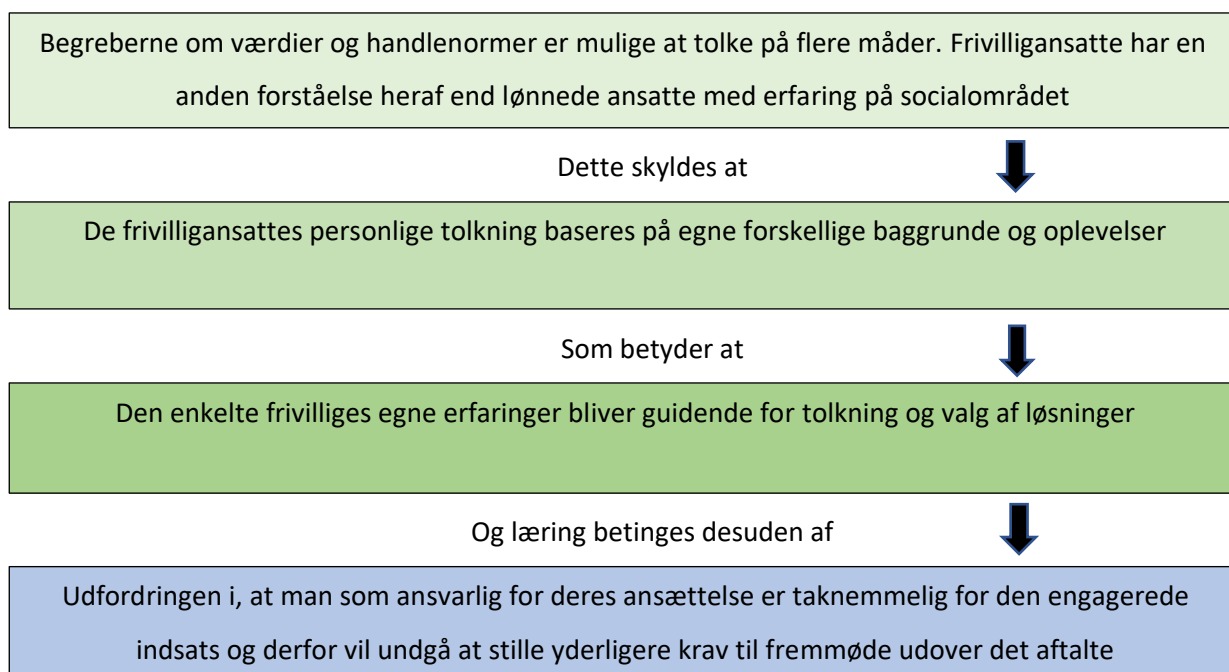 Begreberne om værdier og handlenormer er mulige at tolke på flere måder. Frivilligansatte har en
anden forståelse heraf end lønnede ansatte med erfaring på socialområdet
Dette skyldes at
De frivilligansattes personlige tolkning baseres på egne forskellige baggrunde og oplevelser
Som betyder at
Den enkelte frivilliges egne erfaringer bliver guidende for tolkning og valg af løsninger
Og læring betinges desuden af
Udfordringen i, at man som ansvarlig for deres ansættelse er taknemmelig for den engagerede
indsats og derfor vil undgå at stille yderligere krav til fremmøde udover det aftalte